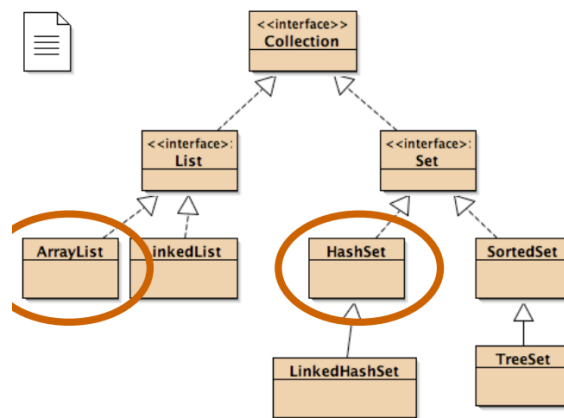 <<interface>>
Collection
<<interface>:
List
<<interface>:
Set
ArrayList
inkedList
HashSet
SortedSet
LinkedHashSet
TreeSet